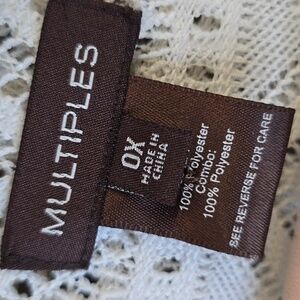 MULTIPLES
0X
MADE IN
CHINA
100% Polyester
Combo:
100% Polyester
SEE REVERSE FOR CARE